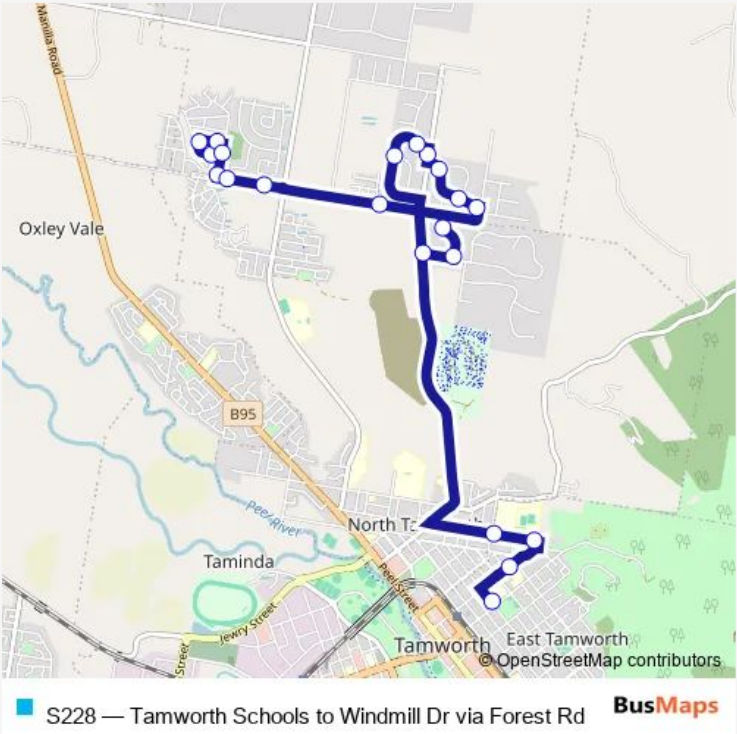 Manilla Road
Oxley Vale
B95
Peel River
North T
Taminda
Peel Street
Jewry Street
Street
Tamworth
East Tamworth
© OpenStreetMap contributors
S228 — Tamworth Schools to Windmill Dr via Forest Rd
BusMaps